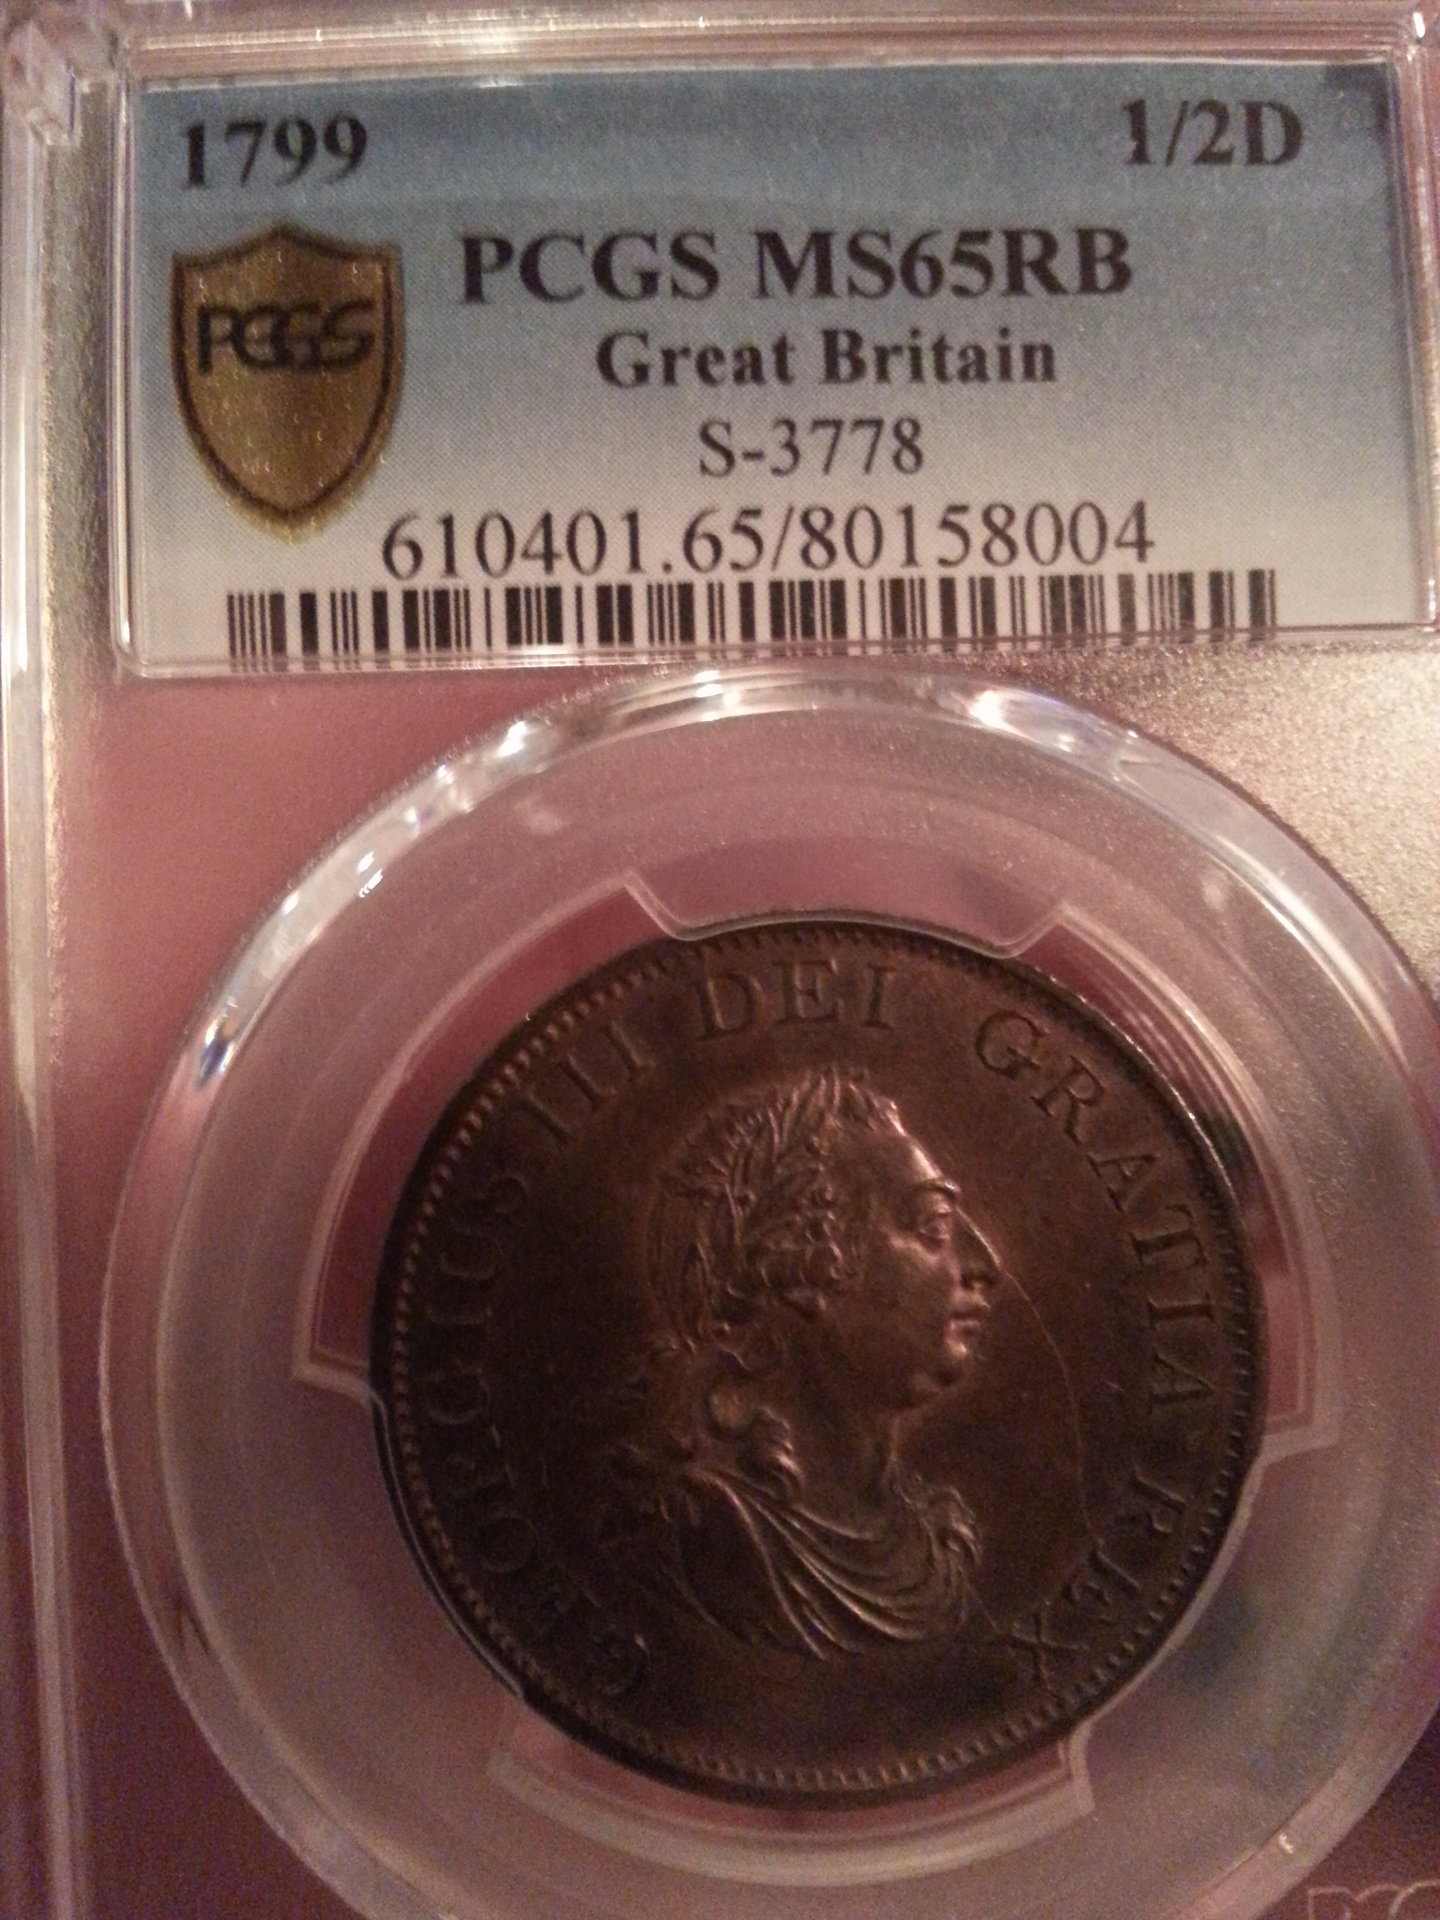 1799 1/2D
PCGS
PCGS MS65RB
Great Britain
S-3778
610401.65/80158004
GEORGIUS III DEI GRATIA REX